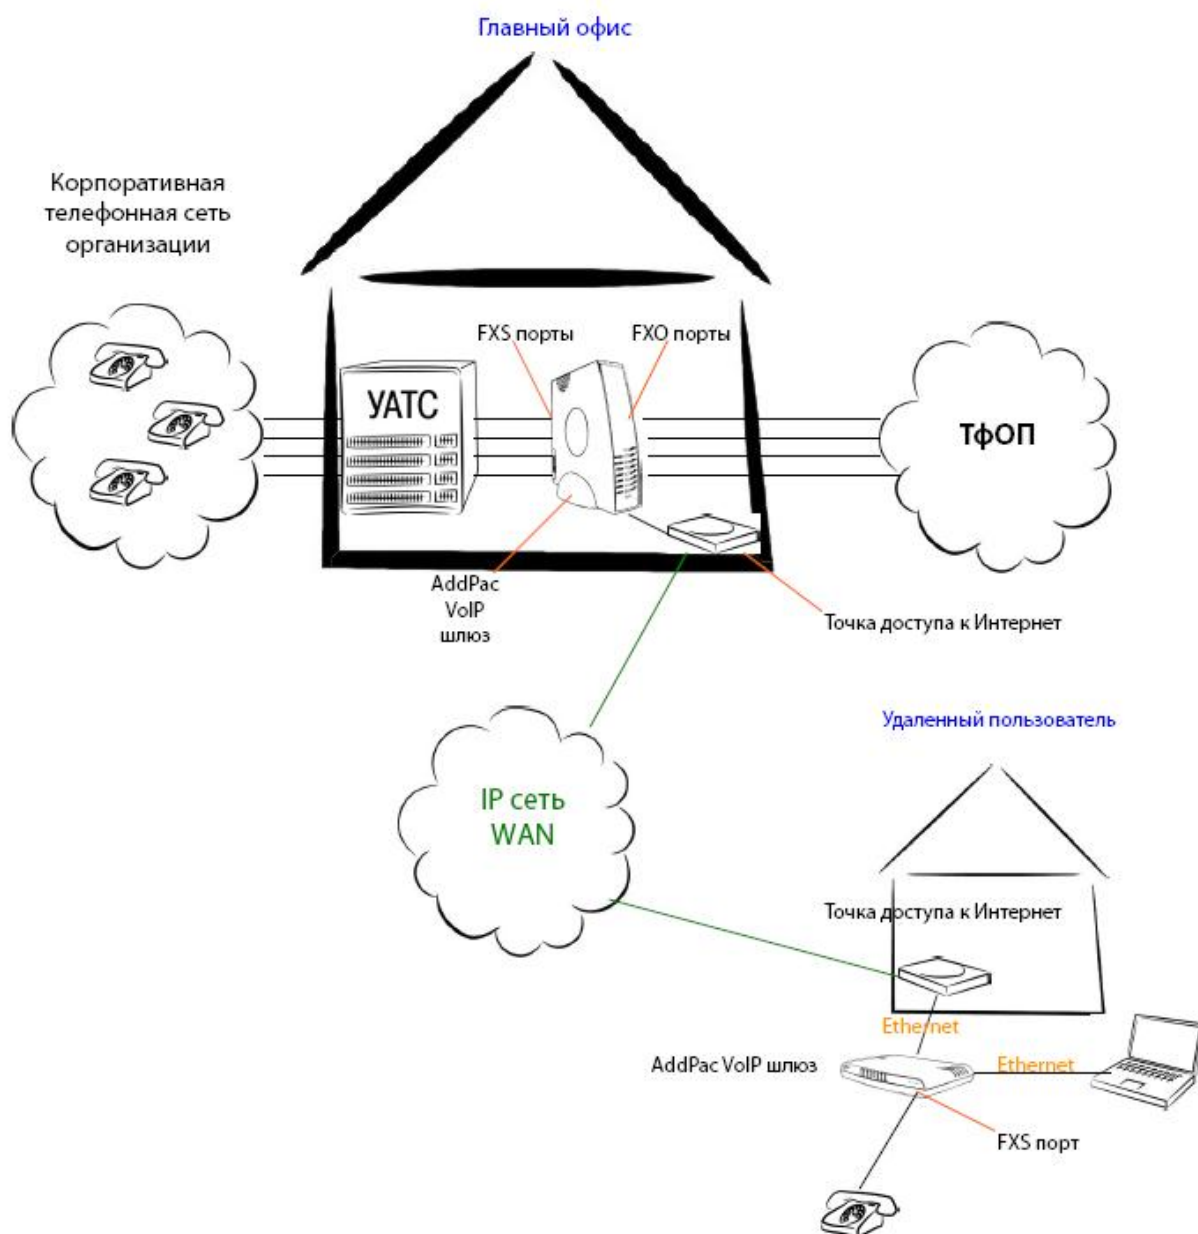 Главный офис
Корпоративная
телефонная сеть
организации
FXS порты
FXO порты
УАТС
ТфОП
AddPac
VoIP
шлюз
Точка доступа к Интернет
Удаленный пользователь
IP сеть
WAN
Точка доступа к Интернет
Ethernet
AddPac VoIP шлюз
Ethernet
FXS порт